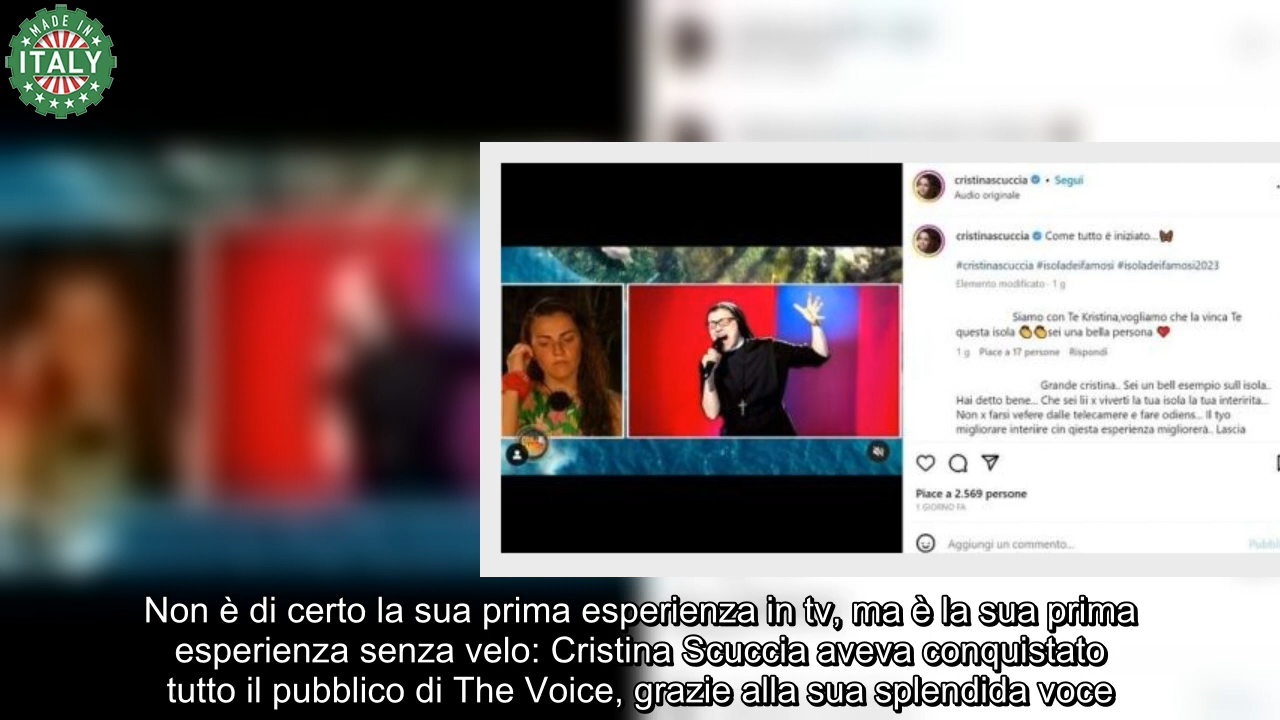 MADE IN
ITALY
cristinascuccia • Segui
Audio originale
cristinascuccia Come tutto é iniziato...
#cristinascuccia #isoladeifamosi #isoladeifamosi2023
Elemento modificato · 1 g
Siamo con Te Kristina,vogliamo che la vinca Te
questa isola 👏👏sei una bella persona ❤️
1 g Piace a 17 persone Rispondi
Grande cristina.. Sei un bell esempio sull isola..
Hai detto bene... Che sei lii x viverti la tua isola la tua interirita...
Non x farsi vefere dalle telecamere e fare odiens... Il tyo
migliorare interiire cin qiesta esperienza migliorerà.. Lascia
Piace a 2.569 persone
1 GIORNO FA
Aggiungi un commento...
Pubbli
Non è di certo la sua prima esperienza in tv, ma è la sua prima
esperienza senza velo: Cristina Scuccia aveva conquistato
tutto il pubblico di The Voice, grazie alla sua splendida voce